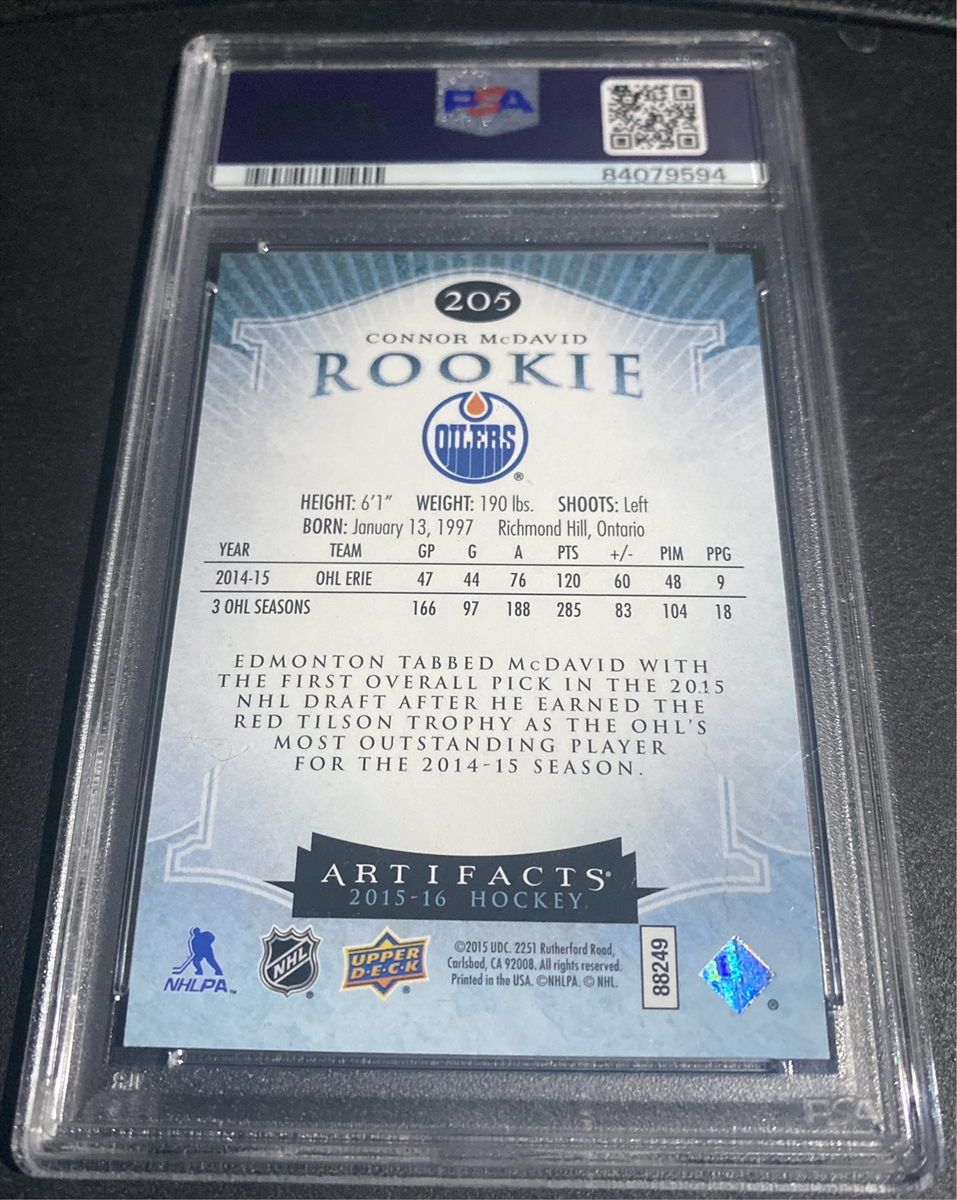 PSA
84079594
205
CONNOR McDAVID
ROOKIE
OILERS
®
HEIGHT: 6'1" WEIGHT: 190 lbs. SHOOTS: Left
BORN: January 13, 1997 Richmond Hill, Ontario
YEAR TEAM GP G A PTS +/- PIM PPG
2014-15 OHL ERIE 47 44 76 120 60 48 9
3 OHL SEASONS 166 97 188 285 83 104 18
EDMONTON TABBED McDAVID WITH
THE FIRST OVERALL PICK IN THE 2015
NHL DRAFT AFTER HE EARNED THE
RED TILSON TROPHY AS THE OHL'S
MOST OUTSTANDING PLAYER
FOR THE 2014-15 SEASON.
ARTIFACTS®
2015-16 HOCKEY
NHLPA™
NHL®
UPPER
D·E·C·K®
©2015 UDC. 2251 Rutherford Road,
Carlsbad, CA 92008. All rights reserved.
Printed in the USA. ©NHLPA. © NHL.
88249
®
PSA